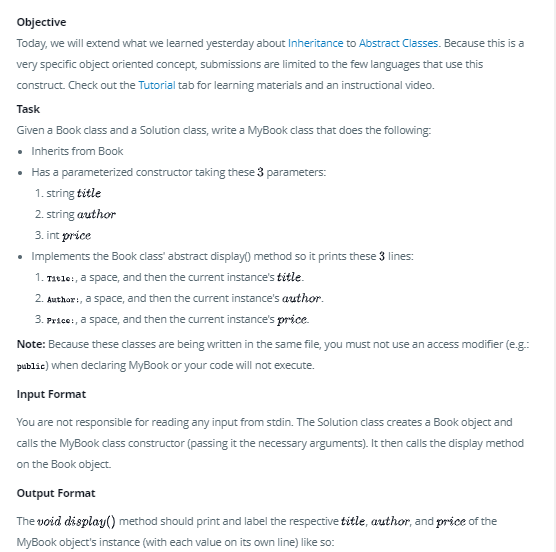 Objective
Today, we will extend what we learned yesterday about Inheritance to Abstract Classes. Because this is a
very specific object oriented concept, submissions are limited to the few languages that use this
construct. Check out the Tutorial tab for learning materials and an instructional video.
Task
Given a Book class and a Solution class, write a MyBook class that does the following:
• Inherits from Book
• Has a parameterized constructor taking these 3 parameters:
1. string title
2. string author
3. int price
• Implements the Book class' abstract display() method so it prints these 3 lines:
1. Title:, a space, and then the current instance's title.
2. Author:, a space, and then the current instance's author.
3. Price:, a space, and then the current instance's price.
Note: Because these classes are being written in the same file, you must not use an access modifier (e.g.:
public) when declaring MyBook or your code will not execute.
Input Format
You are not responsible for reading any input from stdin. The Solution class creates a Book object and
calls the MyBook class constructor (passing it the necessary arguments). It then calls the display method
on the Book object.
Output Format
The void display() method should print and label the respective title, author, and price of the
MyBook object's instance (with each value on its own line) like so: